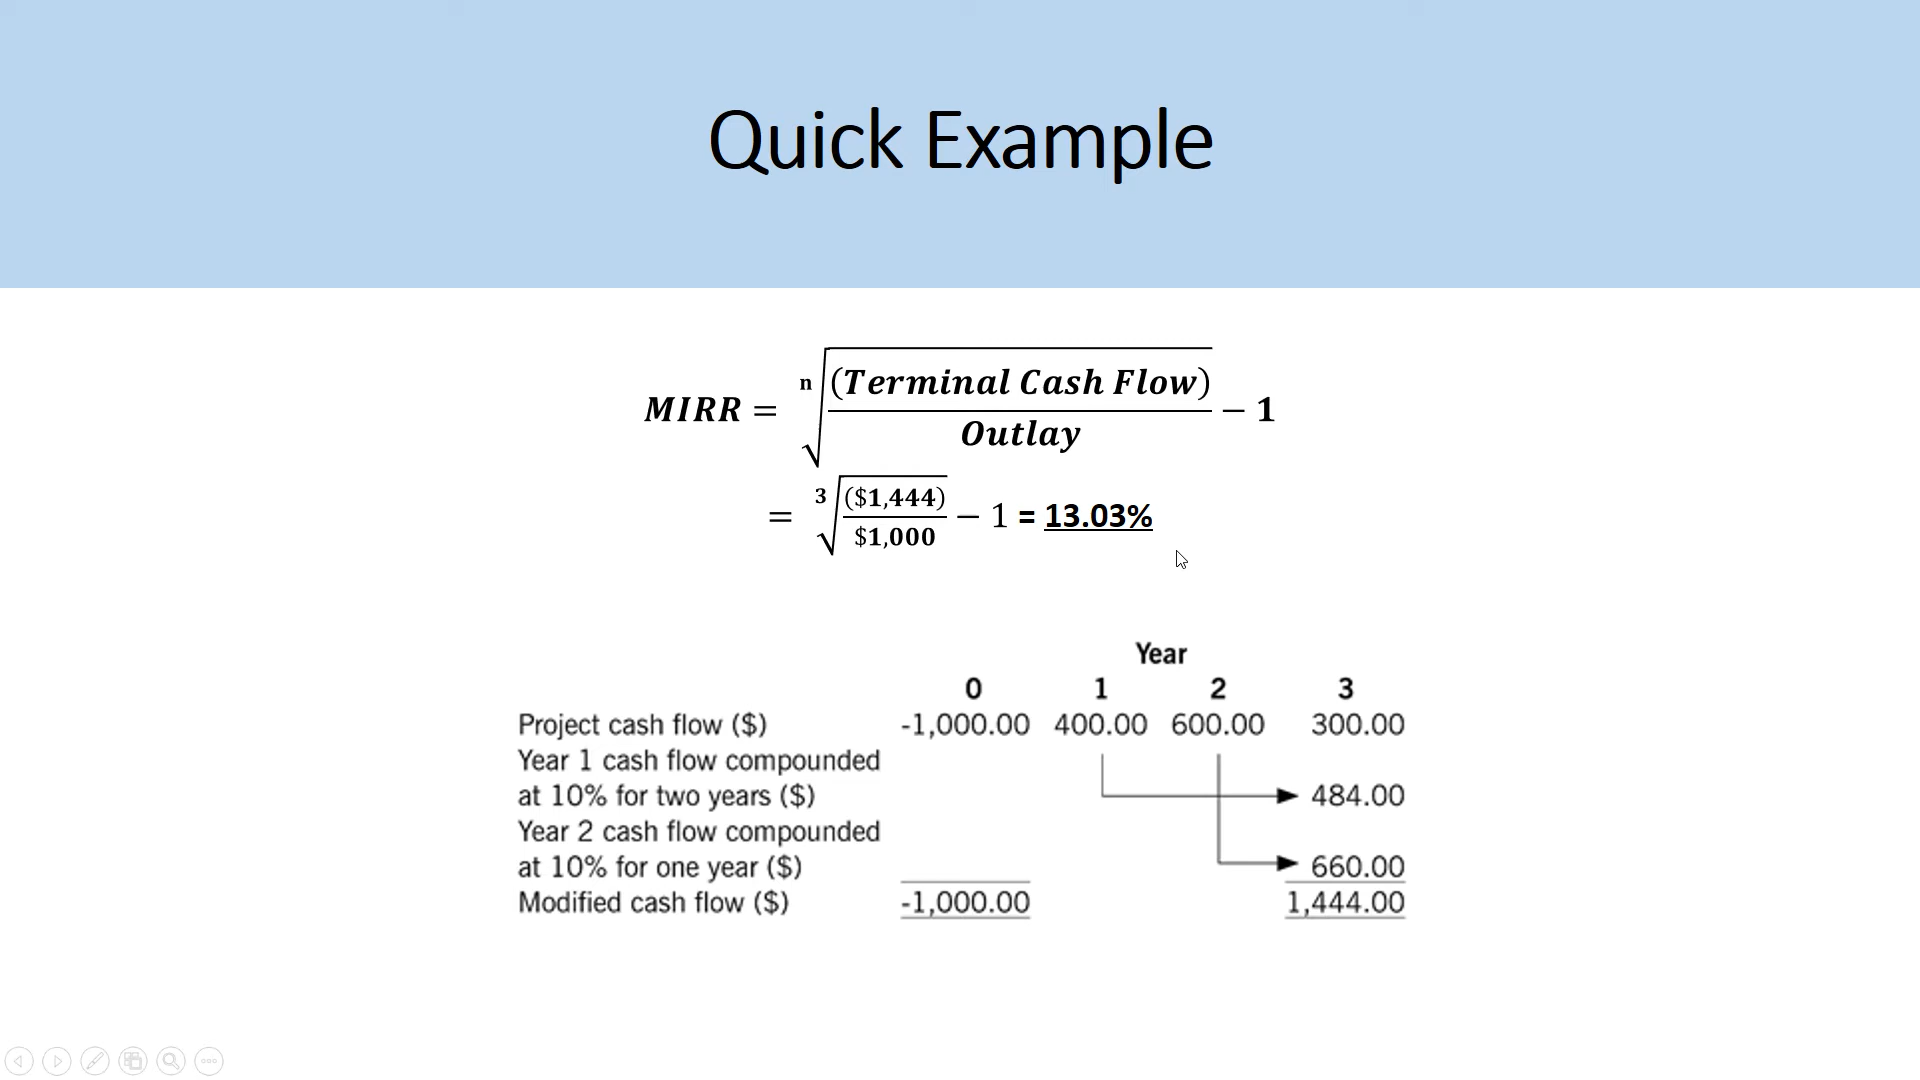 Quick Example
MIRR = n√((Terminal Cash Flow)/Outlay) − 1
= 3√(($1,444)/$1,000) − 1 = 13.03%
Year
0 1 2 3
Project cash flow ($) -1,000.00 400.00 600.00 300.00
Year 1 cash flow compounded
at 10% for two years ($) 484.00
Year 2 cash flow compounded
at 10% for one year ($) 660.00
Modified cash flow ($) -1,000.00 1,444.00